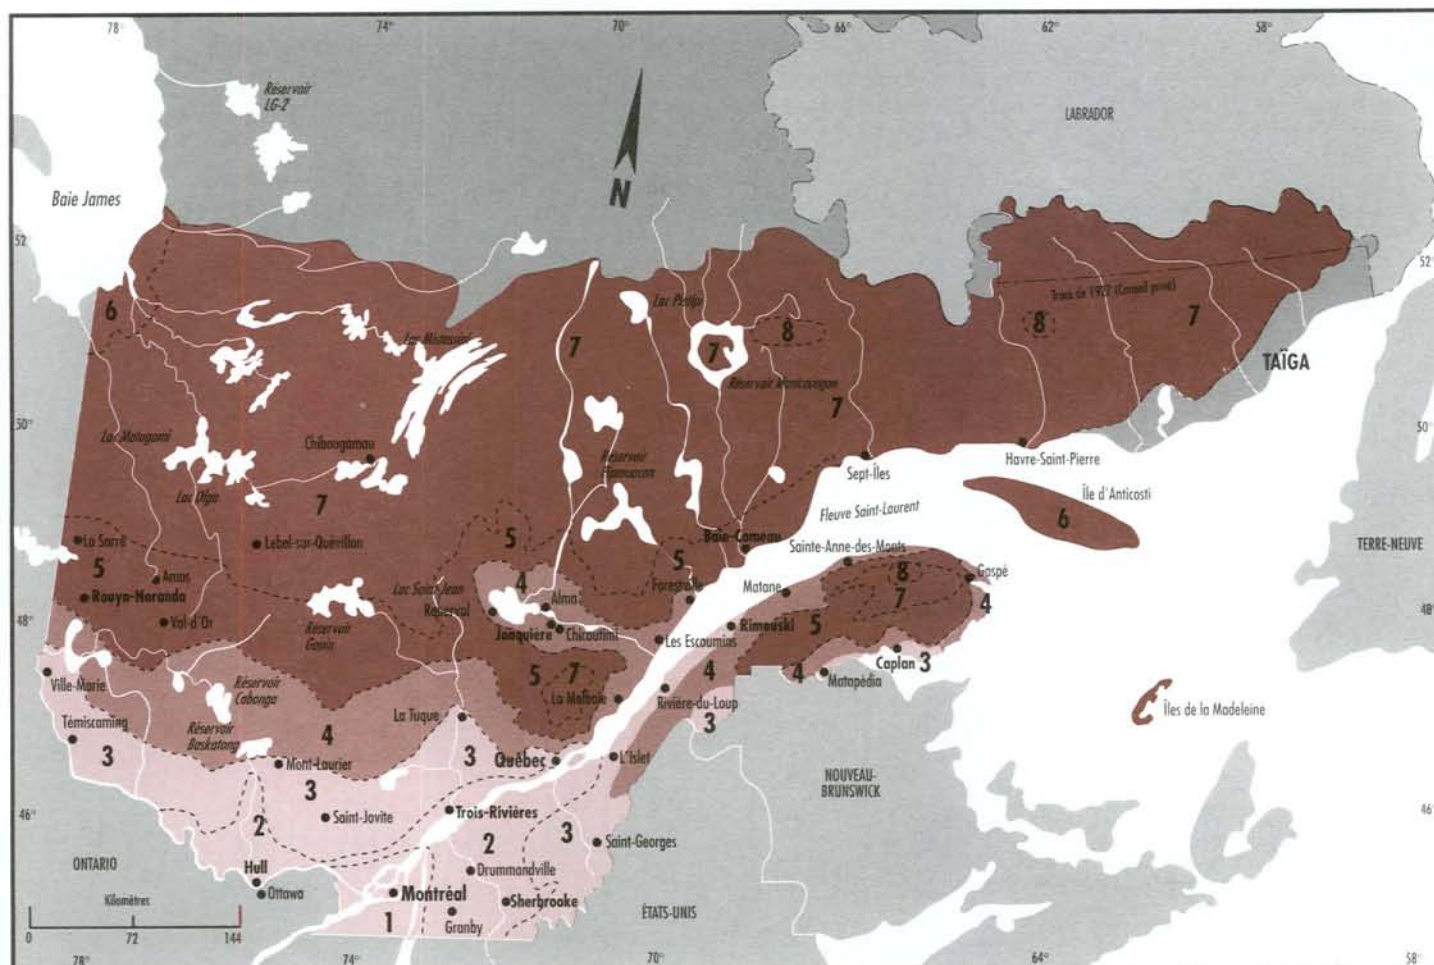 78°
74°
70°
66°
62°
58°
Réservoir
LG-2
LABRADOR
N
Baie James
52°
52°
6
Lac Mistassini
Lac Plétipi
Tracé de 1927 (Conseil privé)
7
8
8
7
7
7
TAÏGA
Réservoir Manicouagan
7
50°
50°
Lac Matagami
Chibougamau
Réservoir
Sept-Îles
Havre-Saint-Pierre
Lac Olga
Île d'Anticosti
7
5
Fleuve Saint-Laurent
6
La Sarre
Lebel-sur-Quévillon
Baie-Comeau
Sainte-Anne-des-Monts
TERRE-NEUVE
5
Amos
4
5
8
Gaspé
Rouyn-Noranda
Lac Saint-Jean
Alma
Forestville
Matane
7
4
48°
48°
Val-d'Or
Réservoir
Gouin
Roberval
Jonquière
Chicoutimi
Rimouski
5
Les Escoumins
Caplan
3
Ville-Marie
Réservoir
Cabonga
5
7
4
4
Matapédia
La Malbaie
Rivière-du-Loup
Îles de la Madeleine
Témiscaming
La Tuque
3
3
Réservoir
Baskatong
4
3
Québec
L'Islet
Mont-Laurier
NOUVEAU-
BRUNSWICK
3
46°
46°
Saint-Jovite
Trois-Rivières
2
2
3
Saint-Georges
ONTARIO
Hull
Drummondville
Ottawa
Montréal
Sherbrooke
Kilomètres
1
Granby
ÉTATS-UNIS
0
72
144
78°
74°
70°
64°
58°